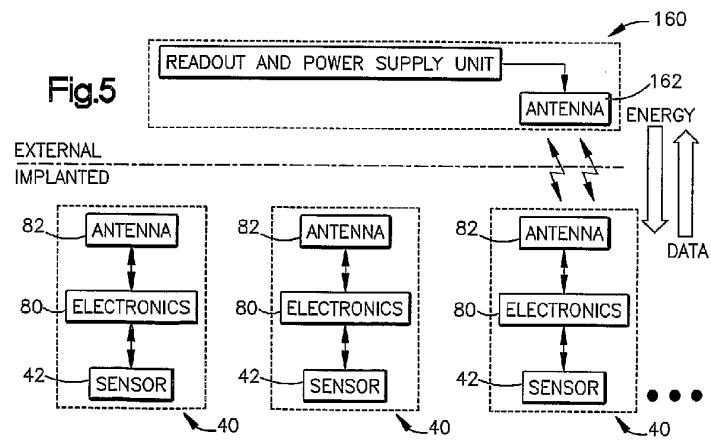 160
READOUT AND POWER SUPPLY UNIT
Fig.5
162
ANTENNA
ENERGY
EXTERNAL
IMPLANTED
82
ANTENNA
82
ANTENNA
82
ANTENNA
DATA
80
ELECTRONICS
80
ELECTRONICS
80
ELECTRONICS
42
SENSOR
42
SENSOR
42
SENSOR
40
40
40